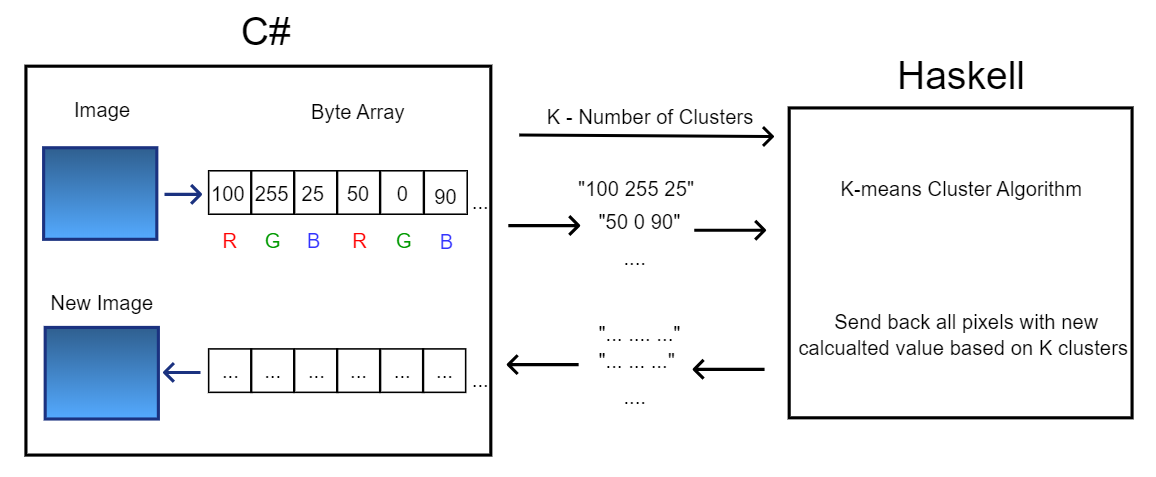 C#
Haskell
Image
Byte Array
K - Number of Clusters
100 255 25 50 0 90 ...
R G B R G B
"100 255 25"
"50 0 90"
....
K-means Cluster Algorithm
New Image
... ... ... ... ... ... ...
"... .... ..."
"... ... ..."
....
Send back all pixels with new
calcualted value based on K clusters